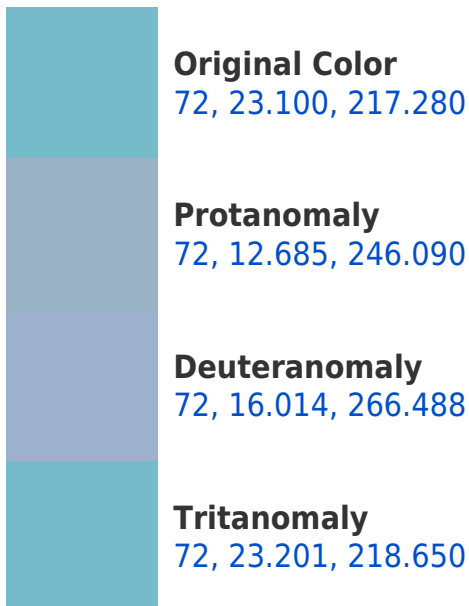 Original Color
72, 23.100, 217.280
Protanomaly
72, 12.685, 246.090
Deuteranomaly
72, 16.014, 266.488
Tritanomaly
72, 23.201, 218.650